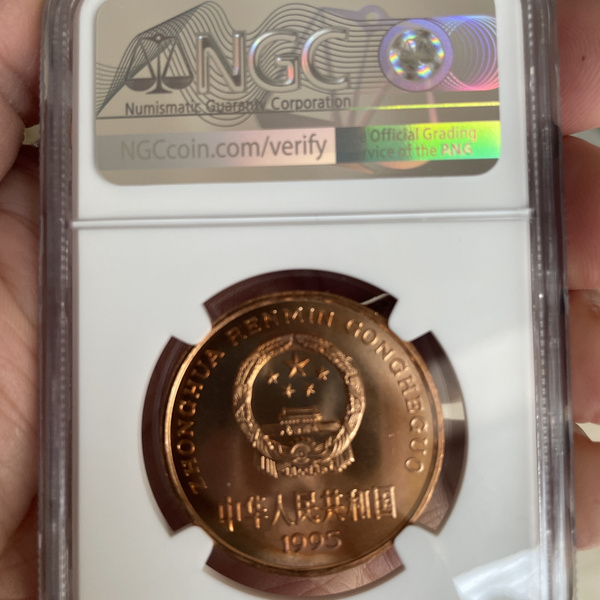 NGC
Numismatic Guaranty Corporation
NGCcoin.com/verify
Official Grading
Service of the PNG
ZHONGHUA RENMIN GONGHEGUO
中华人民共和国
1995